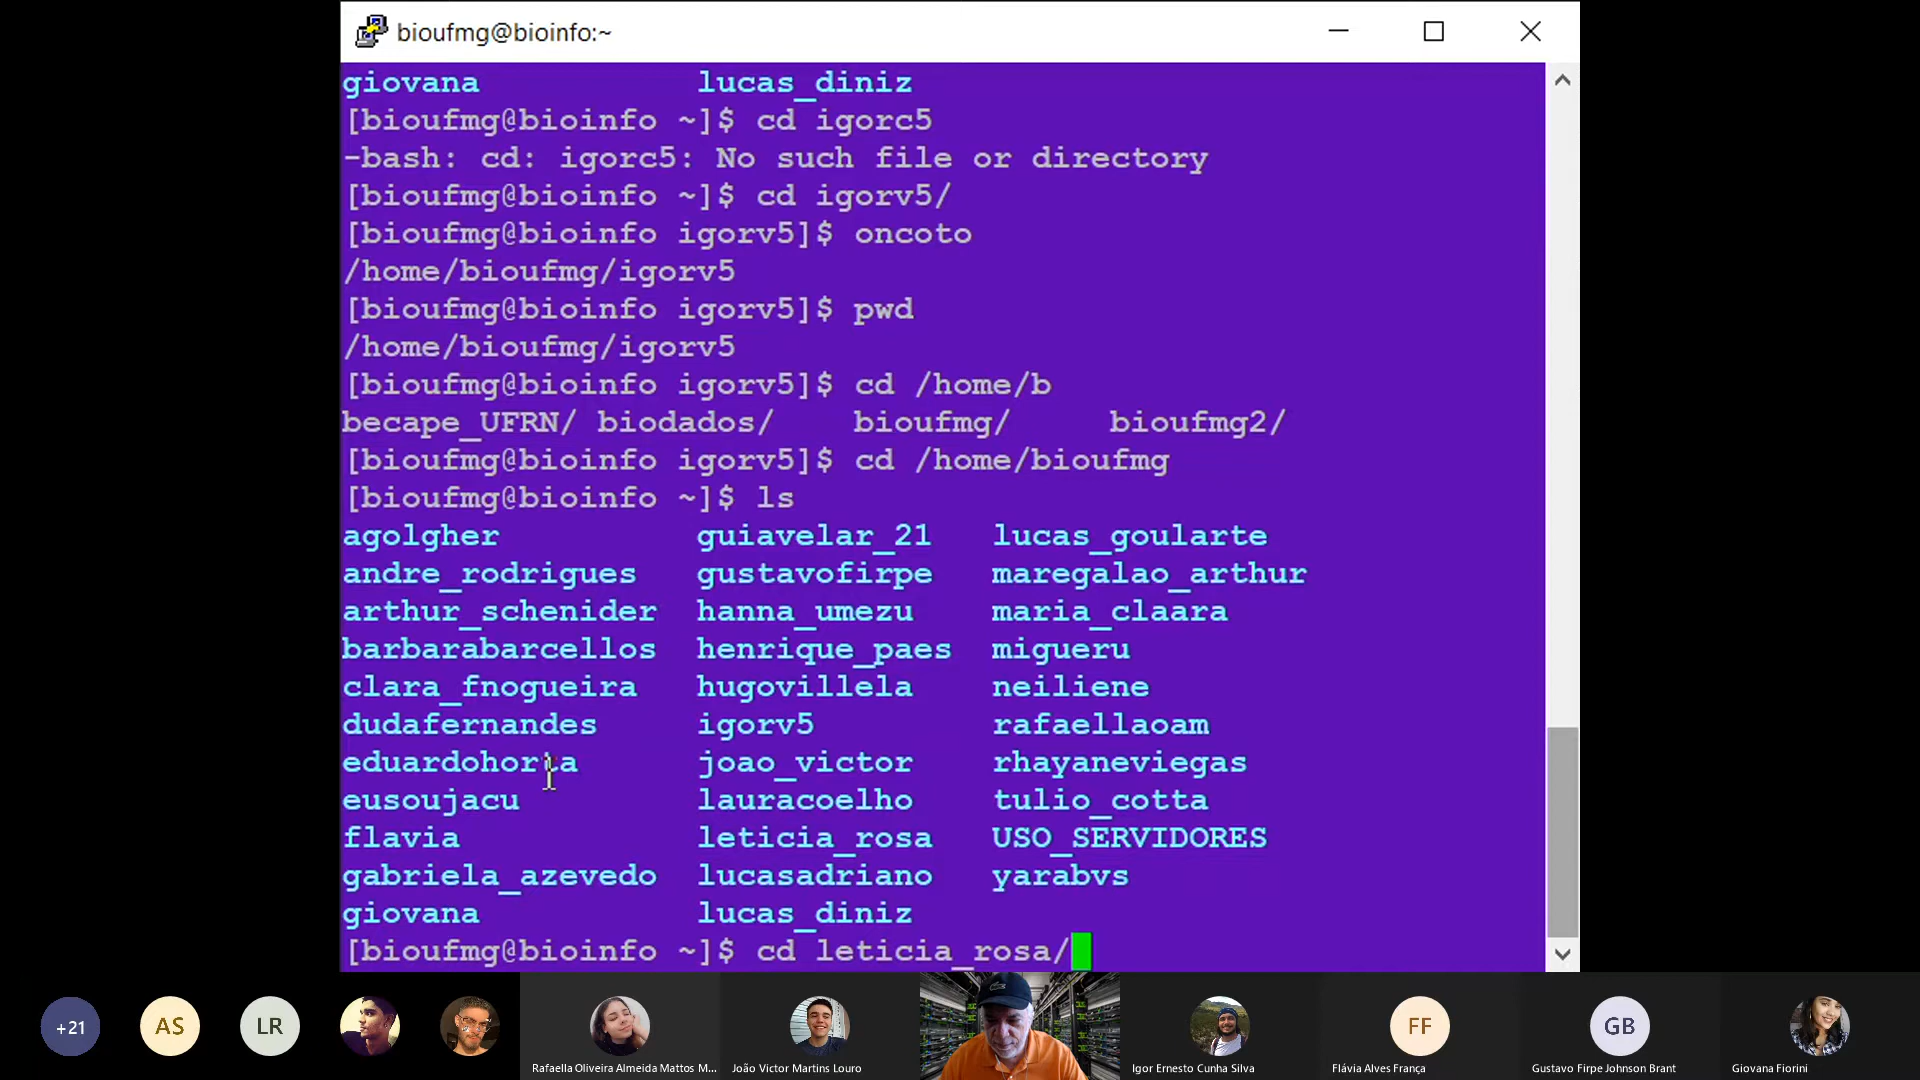 bioufmg@bioinfo:~
giovana lucas_diniz
[bioufmg@bioinfo ~]$ cd igorc5
-bash: cd: igorc5: No such file or directory
[bioufmg@bioinfo ~]$ cd igorv5/
[bioufmg@bioinfo igorv5]$ oncoto
/home/bioufmg/igorv5
[bioufmg@bioinfo igorv5]$ pwd
/home/bioufmg/igorv5
[bioufmg@bioinfo igorv5]$ cd /home/b
becape_UFRN/ biodados/ bioufmg/ bioufmg2/
[bioufmg@bioinfo igorv5]$ cd /home/bioufmg
[bioufmg@bioinfo ~]$ ls
agolgher guiavelar_21 lucas_goularte
andre_rodrigues gustavofirpe maregalao_arthur
arthur_schenider hanna_umezu maria_claara
barbarabarcellos henrique_paes migueru
clara_fnogueira hugovillela neiliene
dudafernandes igorv5 rafaellaoam
eduardohorta joao_victor rhayaneviegas
eusoujacu lauracoelho tulio_cotta
flavia leticia_rosa USO_SERVIDORES
gabriela_azevedo lucasadriano yarabvs
giovana lucas_diniz
[bioufmg@bioinfo ~]$ cd leticia_rosa/
+21 AS LR FF GB
Rafaella Oliveira Almeida Mattos M... João Victor Martins Louro Igor Ernesto Cunha Silva Flávia Alves França Gustavo Firpe Johnson Brant Giovana Fiorini